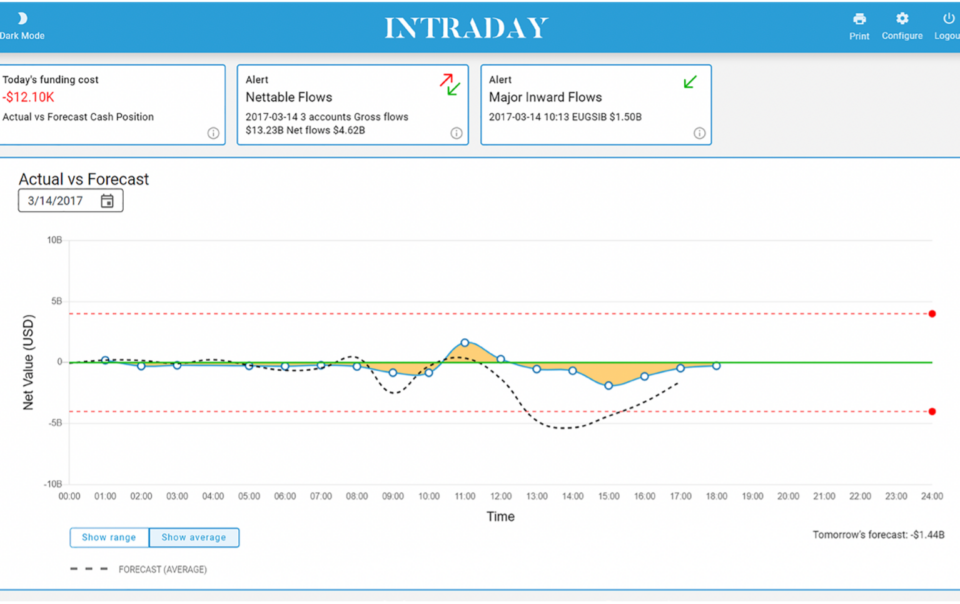 Dark Mode
INTRADAY
Print Configure Logou
Today's funding cost
-$12.10K
Actual vs Forecast Cash Position
Alert
Nettable Flows
2017-03-14 3 accounts Gross flows
$13.23B Net flows $4.62B
Alert
Major Inward Flows
2017-03-14 10:13 EUGSIB $1.50B
Actual vs Forecast
3/14/2017
10B
5B
0
-5B
-10B
Net Value (USD)
00:00 01:00 02:00 03:00 04:00 05:00 06:00 07:00 08:00 09:00 10:00 11:00 12:00 13:00 14:00 15:00 16:00 17:00 18:00 19:00 20:00 21:00 22:00 23:00 24:00
Time
Show range Show average
Tomorrow's forecast: -$1.44B
FORECAST (AVERAGE)